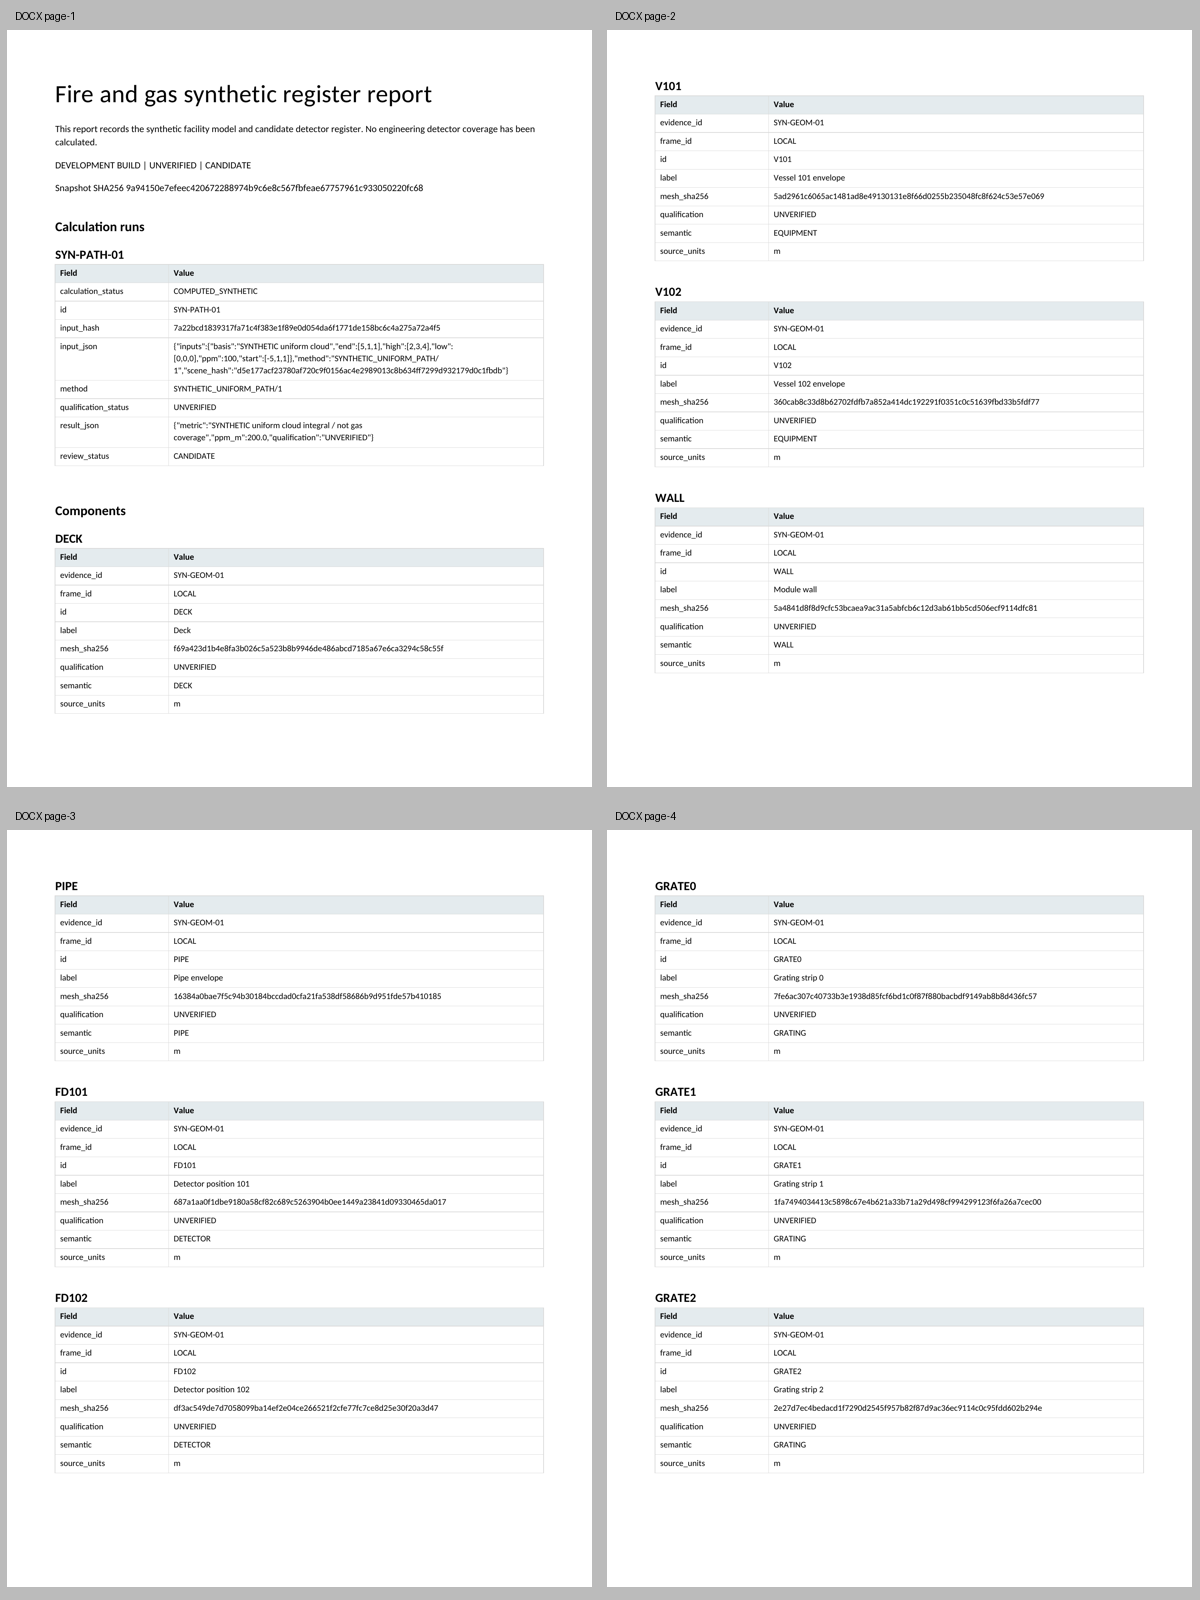 DOCX page-1
Fire and gas synthetic register report
This report records the synthetic facility model and candidate detector register. No engineering detector coverage has been
calculated.
DEVELOPMENT BUILD | UNVERIFIED | CANDIDATE
Snapshot SHA256 9a94150e7efeec420672288974b9c6e8c567fbfeae67757961c933050220fc68
Calculation runs
SYN-PATH-01
Field Value
calculation_status COMPUTED_SYNTHETIC
id SYN-PATH-01
input_hash 7a22bcd1839317fa71c4f383e1f89e0d054da6f1771de158bc6c4a275a72a4f5
input_json {"inputs":{"basis":"SYNTHETIC uniform cloud","end":[5,1,1],"high":[2,3,4],"low":
[0,0,0],"ppm":100,"start":[-5,1,1]},"method":"SYNTHETIC_UNIFORM_PATH/
1","scene_hash":"d5e177acf23780af720c9f0156ac4e2989013c8b634ff7299d932179d0c1fbdb"}
method SYNTHETIC_UNIFORM_PATH/1
qualification_status UNVERIFIED
result_json {"metric":"SYNTHETIC uniform cloud integral / not gas
coverage","ppm_m":200.0,"qualification":"UNVERIFIED"}
review_status CANDIDATE
Components
DECK
Field Value
evidence_id SYN-GEOM-01
frame_id LOCAL
id DECK
label Deck
mesh_sha256 f69a423d1b4e8fa3b026c5a523b8b9946de486abcd7185a67e6ca3294c58c55f
qualification UNVERIFIED
semantic DECK
source_units m
DOCX page-2
V101
Field Value
evidence_id SYN-GEOM-01
frame_id LOCAL
id V101
label Vessel 101 envelope
mesh_sha256 5ad2961c6065ac1481ad8e49130131e8f66d0255b235048fc8f624c53e57e069
qualification UNVERIFIED
semantic EQUIPMENT
source_units m
V102
Field Value
evidence_id SYN-GEOM-01
frame_id LOCAL
id V102
label Vessel 102 envelope
mesh_sha256 360cab8c33d8b62702fdfb7a852a414dc192291f0351c0c51639fbd33b5fdf77
qualification UNVERIFIED
semantic EQUIPMENT
source_units m
WALL
Field Value
evidence_id SYN-GEOM-01
frame_id LOCAL
id WALL
label Module wall
mesh_sha256 5a4841d8f8d9cfc53bcaea9ac31a5abfcb6c12d3ab61bb5cd506ecf9114dfc81
qualification UNVERIFIED
semantic WALL
source_units m
DOCX page-3
PIPE
Field Value
evidence_id SYN-GEOM-01
frame_id LOCAL
id PIPE
label Pipe envelope
mesh_sha256 16384a0bae7f5c94b30184bccdad0cfa21fa538df58686b9d951fde57b410185
qualification UNVERIFIED
semantic PIPE
source_units m
FD101
Field Value
evidence_id SYN-GEOM-01
frame_id LOCAL
id FD101
label Detector position 101
mesh_sha256 687a1aa0f1dbe9180a58cf82c689c5263904b0ee1449a23841d09330465da017
qualification UNVERIFIED
semantic DETECTOR
source_units m
FD102
Field Value
evidence_id SYN-GEOM-01
frame_id LOCAL
id FD102
label Detector position 102
mesh_sha256 df3ac549de7d7058099ba14ef2e04ce266521f2cfe77fc7ce8d25e30f20a3d47
qualification UNVERIFIED
semantic DETECTOR
source_units m
DOCX page-4
GRATE0
Field Value
evidence_id SYN-GEOM-01
frame_id LOCAL
id GRATE0
label Grating strip 0
mesh_sha256 7fe6ac307c40733b3e1938d85fcf6bd1c0f87f880bacbdf9149ab8b8d436fc57
qualification UNVERIFIED
semantic GRATING
source_units m
GRATE1
Field Value
evidence_id SYN-GEOM-01
frame_id LOCAL
id GRATE1
label Grating strip 1
mesh_sha256 1fa7494034413c5898c67e4b621a33b71a29d498cf994299123f6fa26a7cec00
qualification UNVERIFIED
semantic GRATING
source_units m
GRATE2
Field Value
evidence_id SYN-GEOM-01
frame_id LOCAL
id GRATE2
label Grating strip 2
mesh_sha256 2e27d7ec4bedacd1f7290d2545f957b82f87d9ac36ec9114c0c95fdd602b294e
qualification UNVERIFIED
semantic GRATING
source_units m